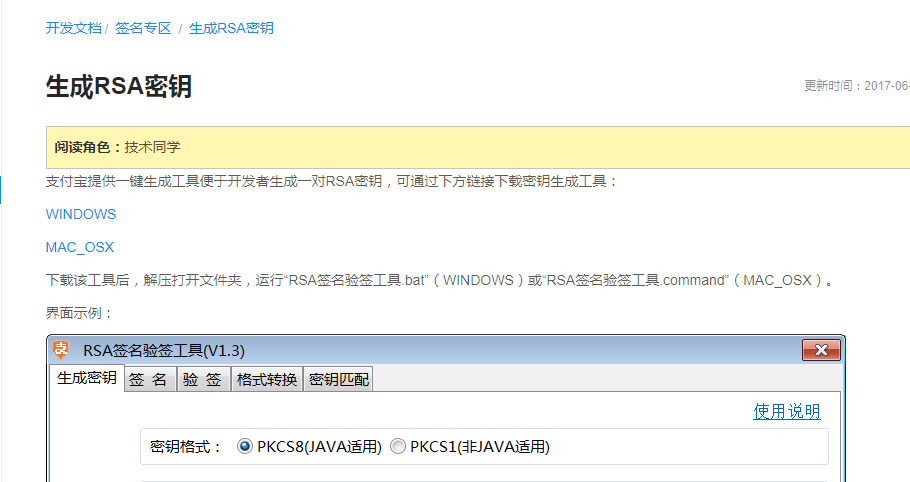 开发文档 / 签名专区 / 生成RSA密钥
生成RSA密钥
更新时间：2017-06-
阅读角色：技术同学
支付宝提供一键生成工具便于开发者生成一对RSA密钥，可通过下方链接下载密钥生成工具：
WINDOWS
MAC_OSX
下载该工具后，解压打开文件夹，运行“RSA签名验签工具.bat”（WINDOWS）或“RSA签名验签工具.command”（MAC_OSX）。
界面示例：
支 RSA签名验签工具(V1.3)
生成密钥 签 名 验 签 格式转换 密钥匹配
使用说明
密钥格式： PKCS8(JAVA适用) PKCS1(非JAVA适用)